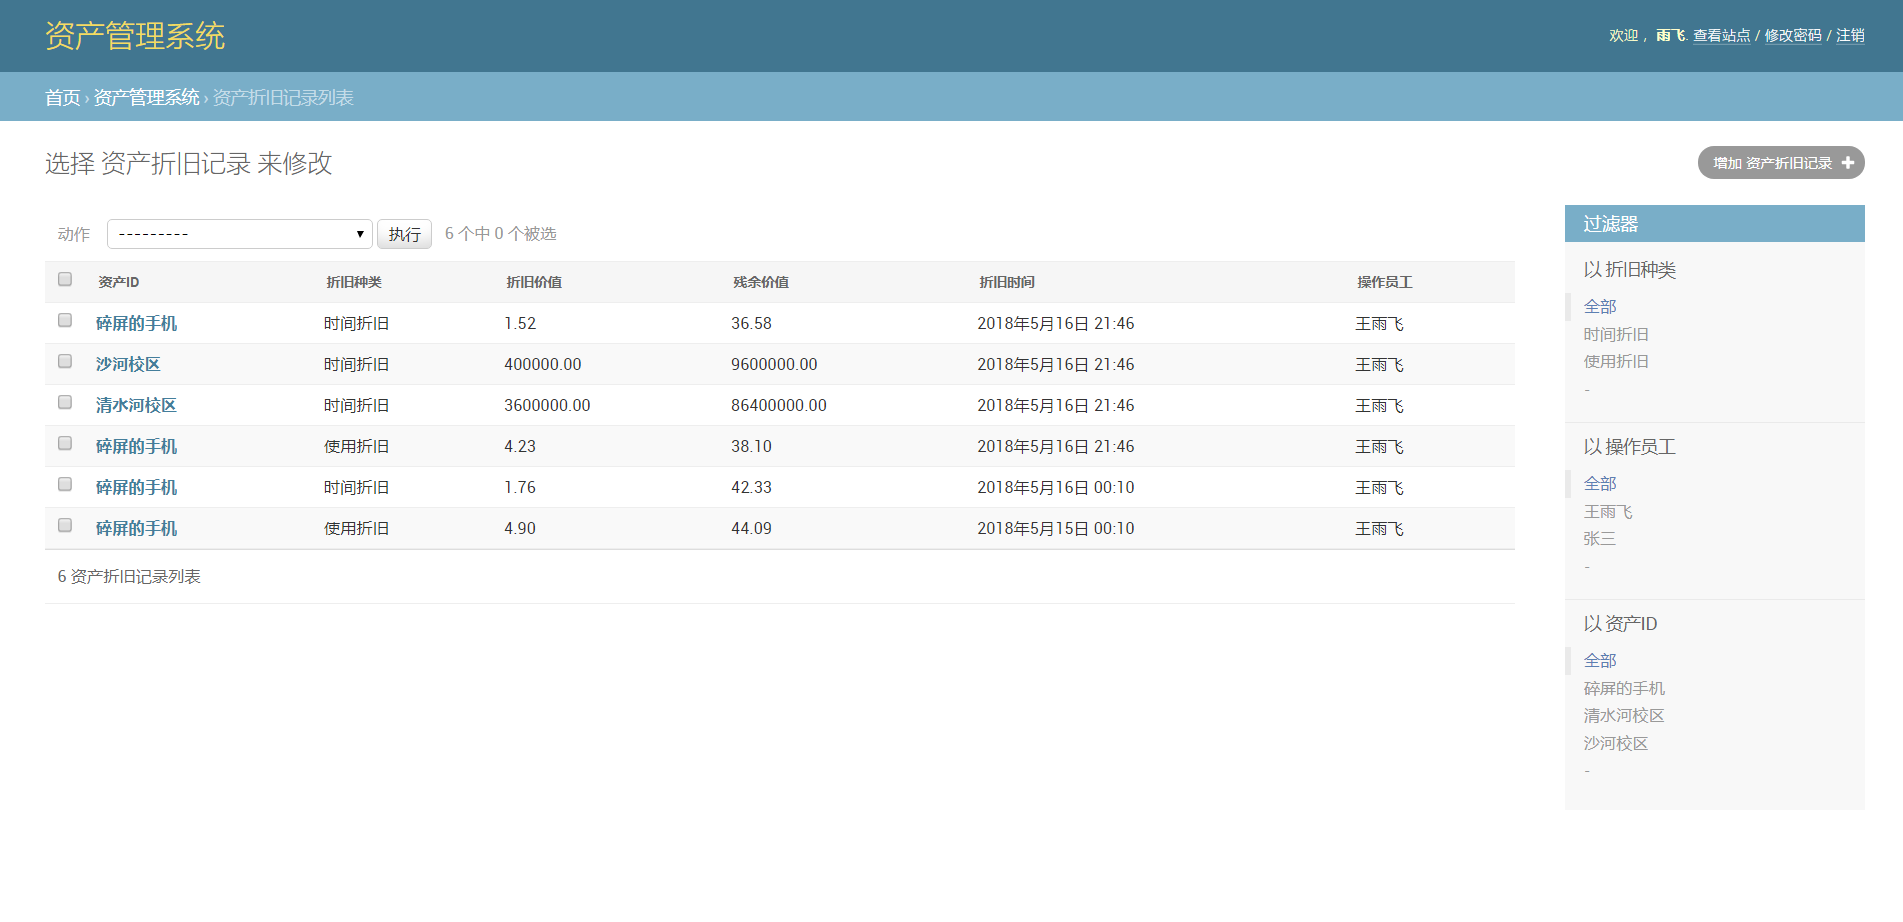 资产管理系统
欢迎， 雨飞. 查看站点 / 修改密码 / 注销
首页 › 资产管理系统 › 资产折旧记录列表
选择 资产折旧记录 来修改
增加 资产折旧记录 +
动作 --------- 执行 6 个中 0 个被选
资产ID 折旧种类 折旧价值 残余价值 折旧时间 操作员工
碎屏的手机 时间折旧 1.52 36.58 2018年5月16日 21:46 王雨飞
沙河校区 时间折旧 400000.00 9600000.00 2018年5月16日 21:46 王雨飞
清水河校区 时间折旧 3600000.00 86400000.00 2018年5月16日 21:46 王雨飞
碎屏的手机 使用折旧 4.23 38.10 2018年5月16日 21:46 王雨飞
碎屏的手机 时间折旧 1.76 42.33 2018年5月16日 00:10 王雨飞
碎屏的手机 使用折旧 4.90 44.09 2018年5月15日 00:10 王雨飞
6 资产折旧记录列表
过滤器
以 折旧种类
全部
时间折旧
使用折旧
-
以 操作员工
全部
王雨飞
张三
-
以 资产ID
全部
碎屏的手机
清水河校区
沙河校区
-